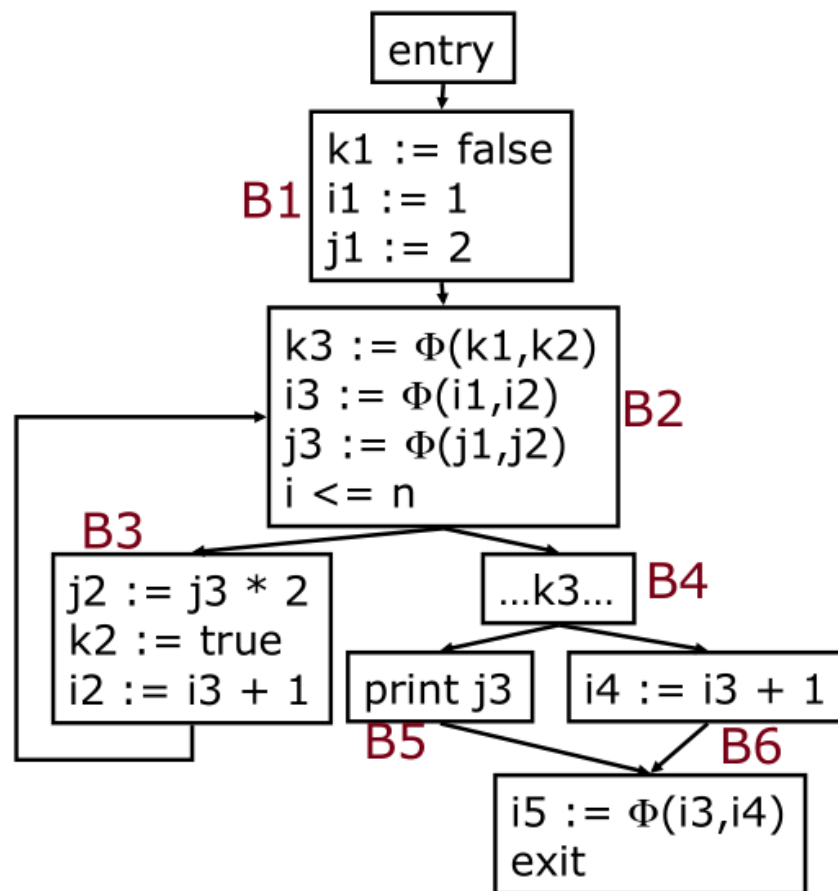 entry
B1
k1 := false
i1 := 1
j1 := 2
k3 := Φ(k1,k2)
i3 := Φ(i1,i2)
j3 := Φ(j1,j2)
i <= n
B2
B3
j2 := j3 * 2
k2 := true
i2 := i3 + 1
...k3...
B4
print j3
B5
i4 := i3 + 1
B6
i5 := Φ(i3,i4)
exit